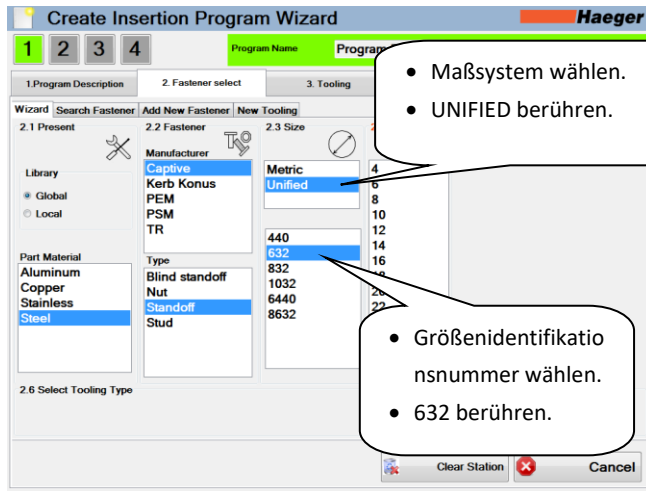 Create Insertion Program Wizard
Haeger
1 2 3 4
Program Name
1.Program Description
2. Fastener select
3. Tooling
Wizard
Search Fastener
Add New Fastener
New Tooling
2.1 Present
Library
Global
Local
Part Material
Aluminum
Copper
Stainless
Steel
2.2 Fastener
Manufacturer
Captive
Kerb Konus
PEM
PSM
TR
Type
Blind standoff
Nut
Standoff
Stud
2.3 Size
Metric
Unified
440
632
832
1032
6440
8632
4
6
8
10
12
14
16
• Maßsystem wählen.
• UNIFIED berühren.
• Größenidentifikatio
nsnummer wählen.
• 632 berühren.
2.6 Select Tooling Type
Clear Station
Cancel